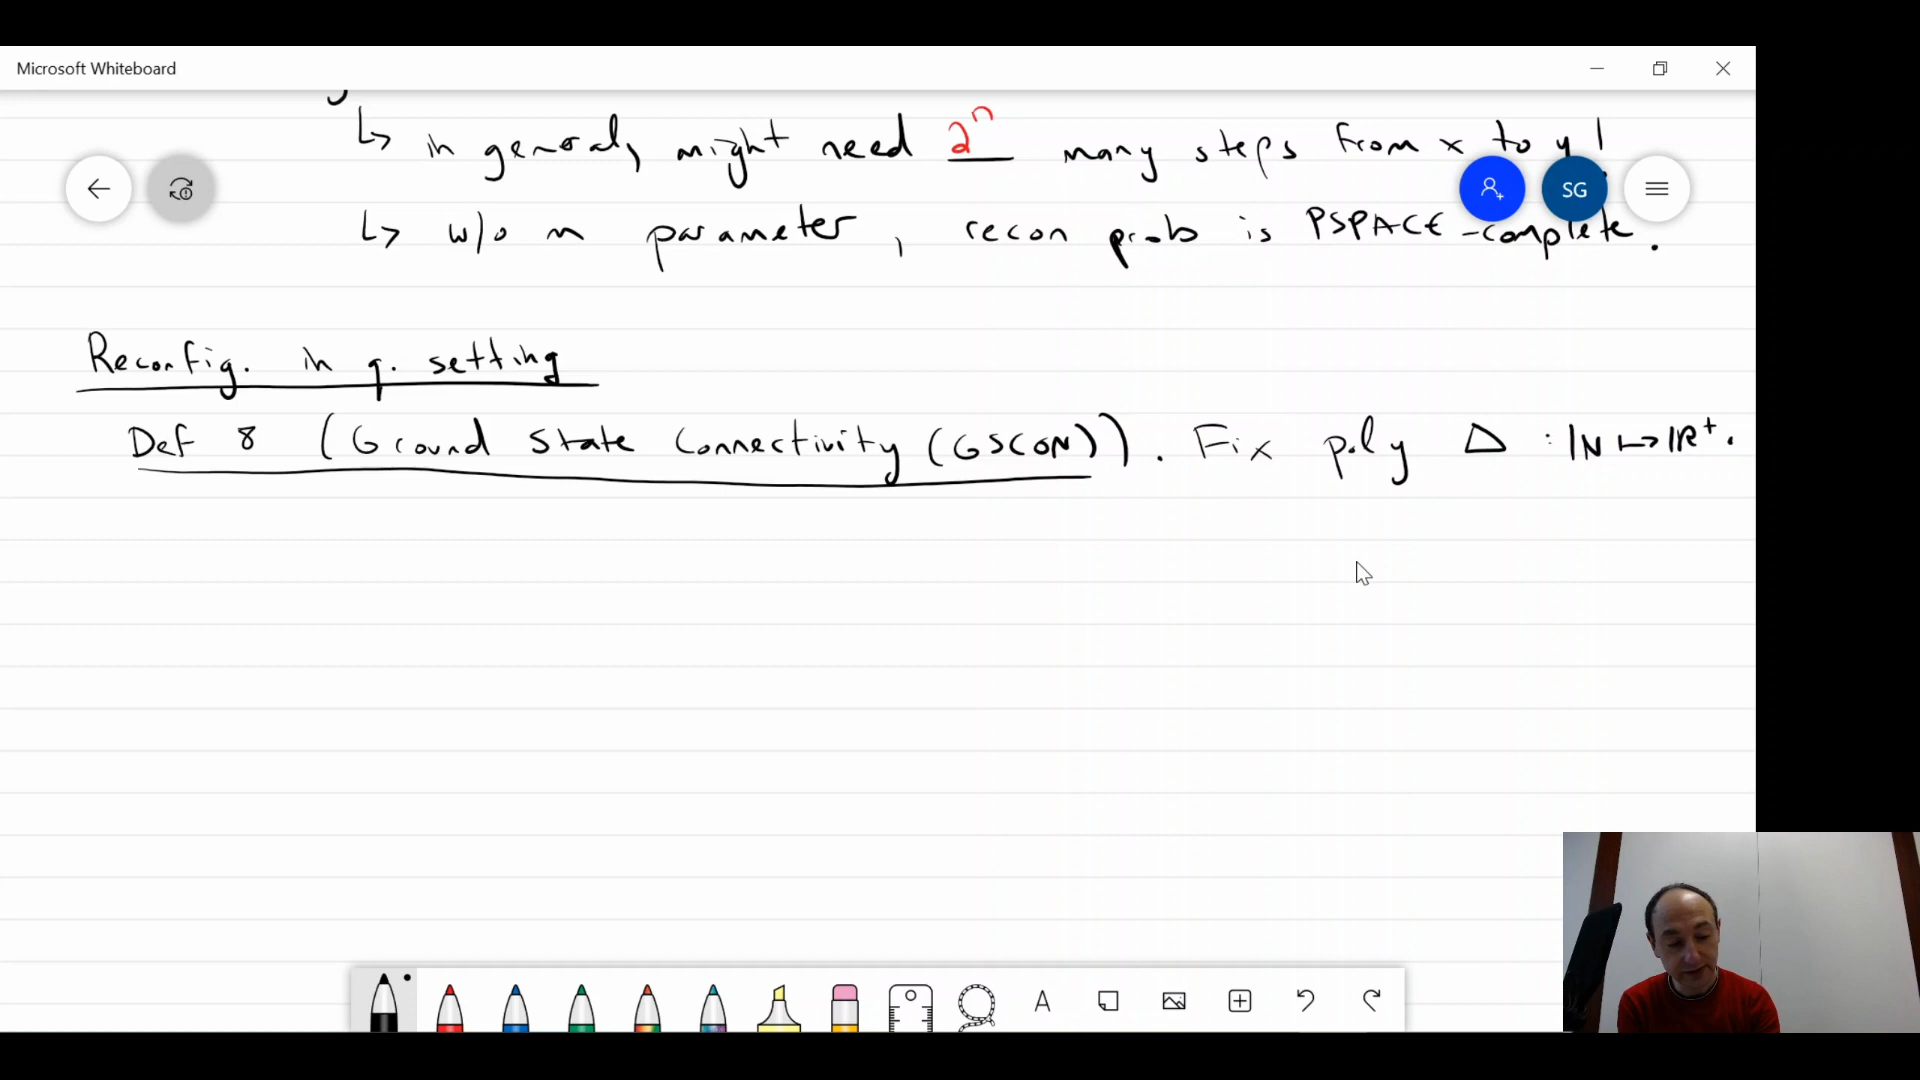 Microsoft Whiteboard
↳ in general, might need 2ⁿ many steps from x to y!
SG
↳ w/o m parameter, recon prob is PSPACE-complete.
Reconfig. in q. setting
Def 8 (Ground State Connectivity (GSCON)). Fix poly Δ : ℕ ↦ ℝ⁺.
A